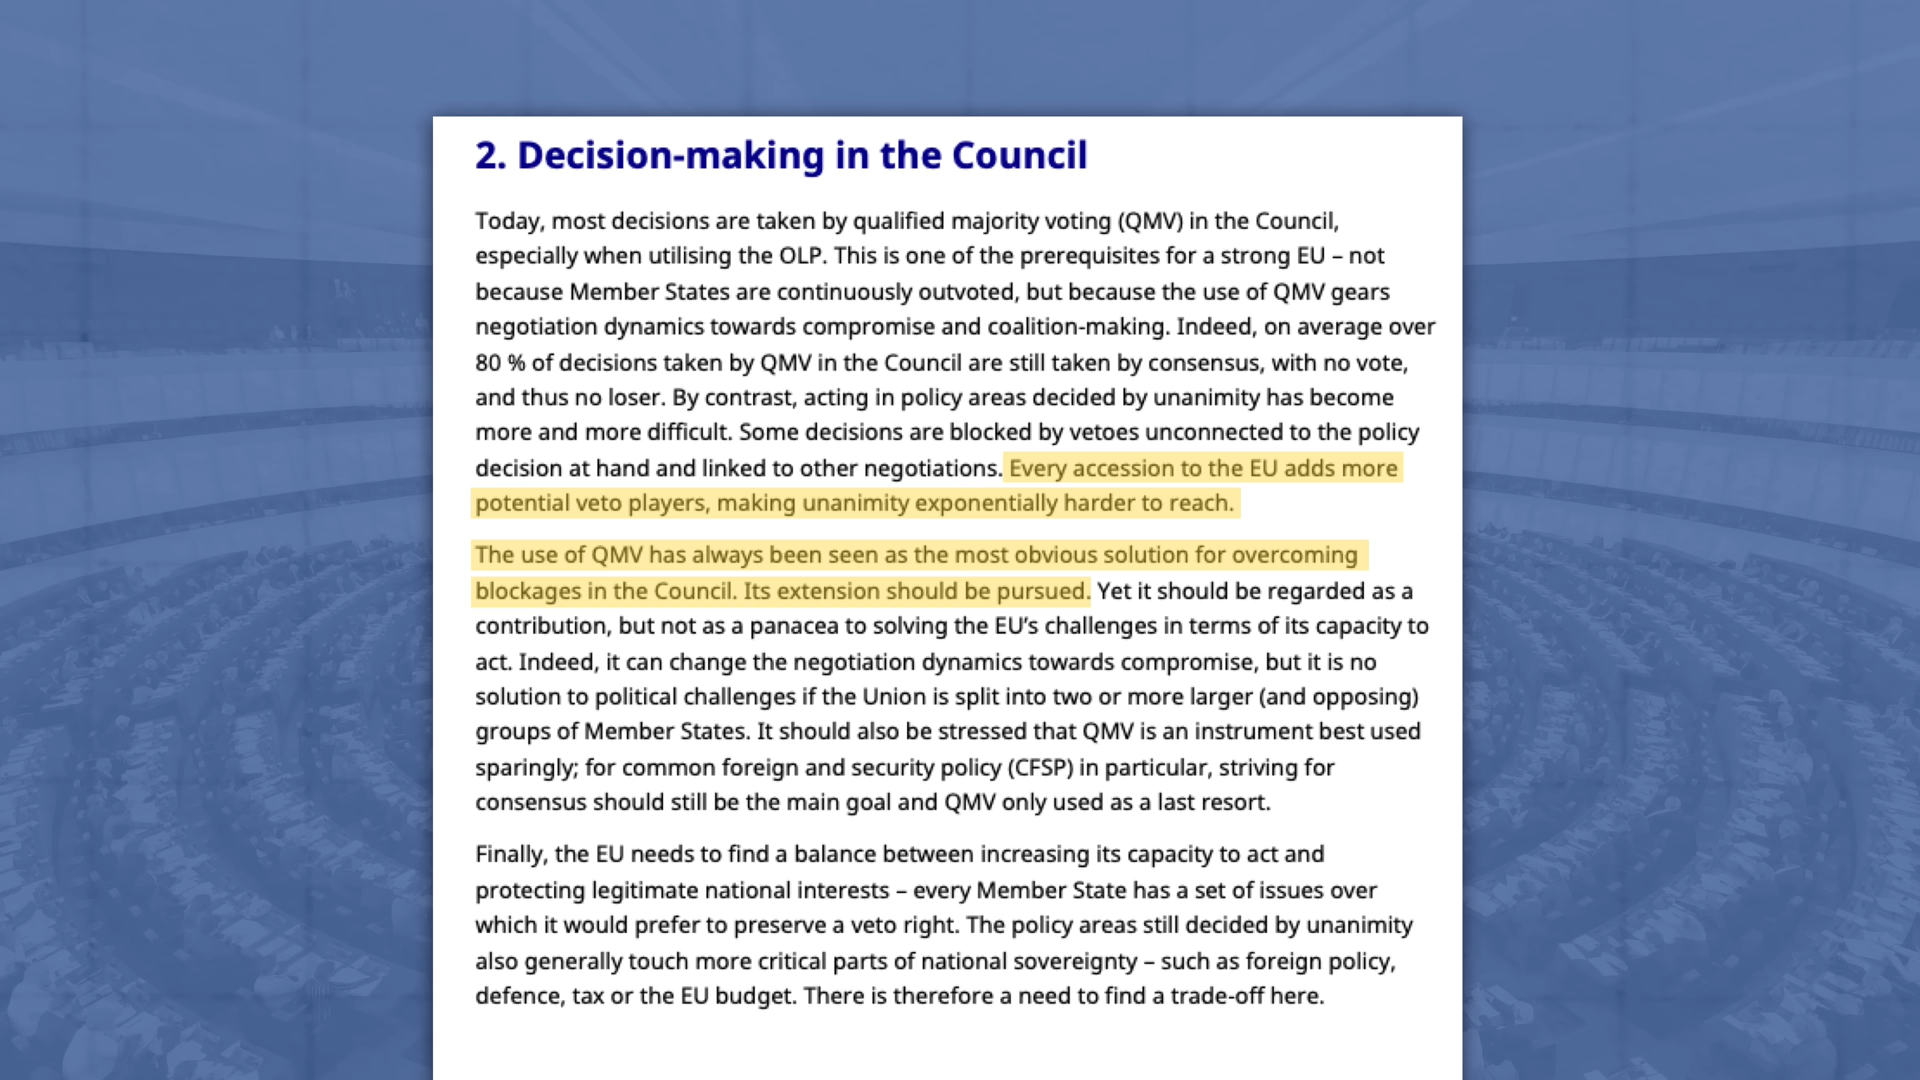 2. Decision-making in the Council
Today, most decisions are taken by qualified majority voting (QMV) in the Council,
especially when utilising the OLP. This is one of the prerequisites for a strong EU – not
because Member States are continuously outvoted, but because the use of QMV gears
negotiation dynamics towards compromise and coalition-making. Indeed, on average over
80 % of decisions taken by QMV in the Council are still taken by consensus, with no vote,
and thus no loser. By contrast, acting in policy areas decided by unanimity has become
more and more difficult. Some decisions are blocked by vetoes unconnected to the policy
decision at hand and linked to other negotiations. Every accession to the EU adds more
potential veto players, making unanimity exponentially harder to reach.
The use of QMV has always been seen as the most obvious solution for overcoming
blockages in the Council. Its extension should be pursued. Yet it should be regarded as a
contribution, but not as a panacea to solving the EU’s challenges in terms of its capacity to
act. Indeed, it can change the negotiation dynamics towards compromise, but it is no
solution to political challenges if the Union is split into two or more larger (and opposing)
groups of Member States. It should also be stressed that QMV is an instrument best used
sparingly; for common foreign and security policy (CFSP) in particular, striving for
consensus should still be the main goal and QMV only used as a last resort.
Finally, the EU needs to find a balance between increasing its capacity to act and
protecting legitimate national interests – every Member State has a set of issues over
which it would prefer to preserve a veto right. The policy areas still decided by unanimity
also generally touch more critical parts of national sovereignty – such as foreign policy,
defence, tax or the EU budget. There is therefore a need to find a trade-off here.